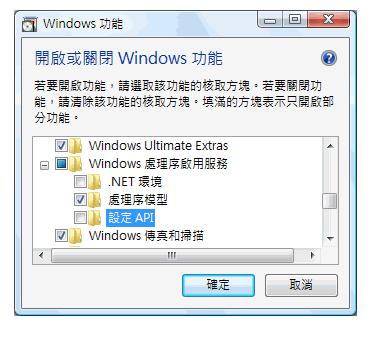 Windows 功能
開啟或關閉 Windows 功能
若要開啟功能，請選取該功能的核取方塊。若要關閉功
能，請清除該功能的核取方塊。填滿的方塊表示只開啟部
分功能。
Windows Ultimate Extras
Windows 處理序啟用服務
.NET 環境
處理序模型
設定 API
Windows 傳真和掃描
確定
取消